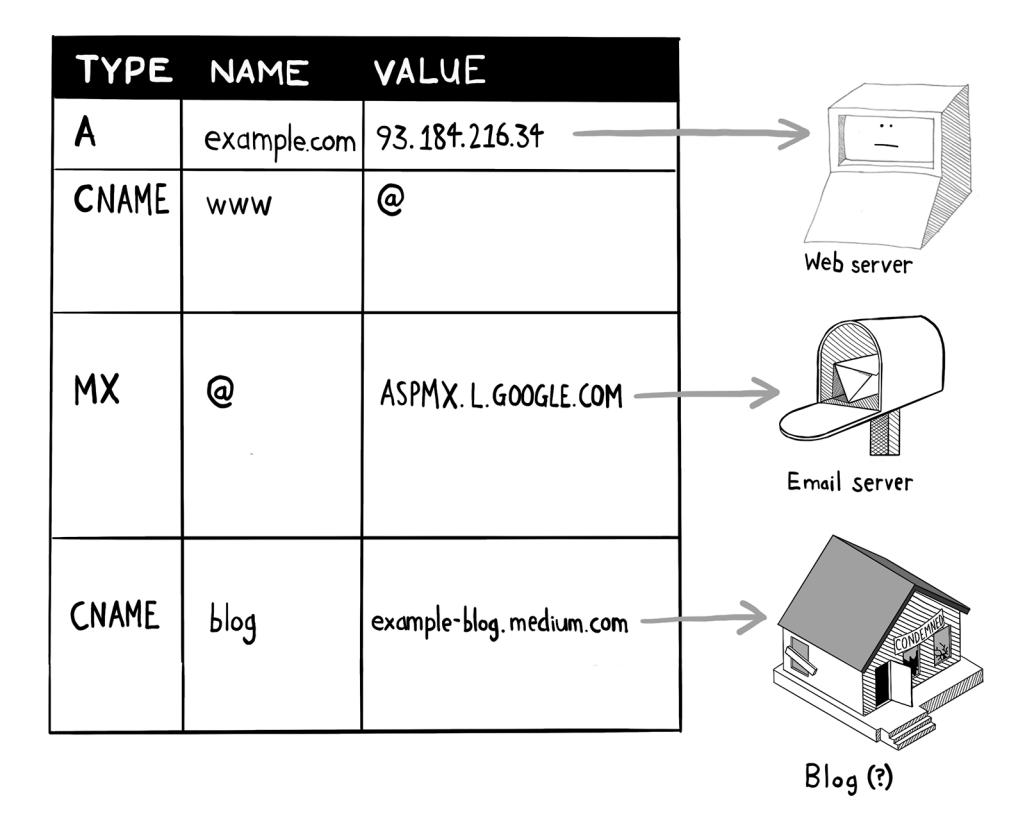 TYPE NAME VALUE
A example.com 93.184.216.34
CNAME www @
Web server
MX @ ASPMX.L.GOOGLE.COM
Email server
CNAME blog example-blog.medium.com
CONDEMNED
Blog (?)